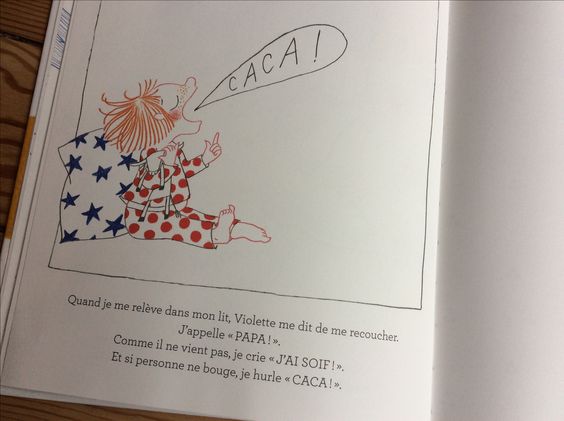 CACA !
Quand je me relève dans mon lit, Violette me dit de me recoucher.
J'appelle « PAPA ! ».
Comme il ne vient pas, je crie « J'AI SOIF ! ».
Et si personne ne bouge, je hurle « CACA ! ».